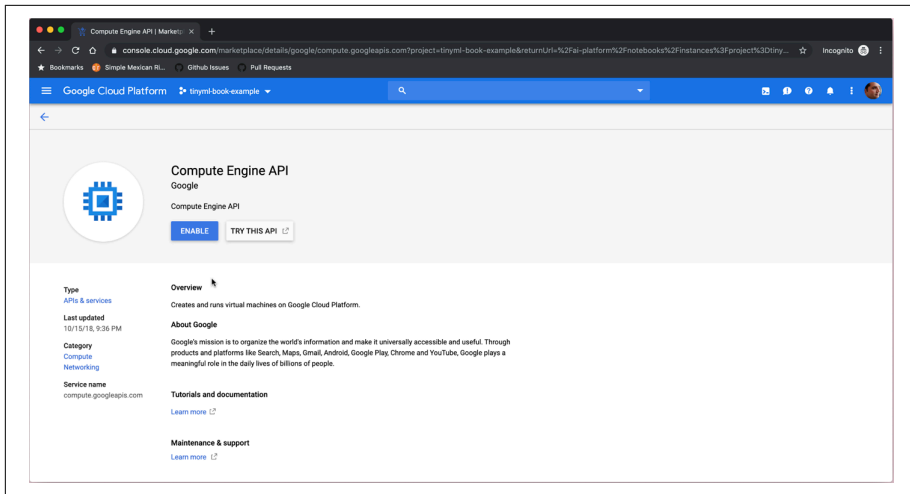 Compute Engine API | Marketpl
console.cloud.google.com/marketplace/details/google/compute.googleapis.com?project=tinyml-book-example&returnUrl=%2Fai-platform%2Fnotebooks%2Finstances%3Fproject%3Dtiny...
Incognito
Bookmarks Simple Mexican Ri... Github Issues Pull Requests
Google Cloud Platform tinyml-book-example
Compute Engine API
Google
Compute Engine API
ENABLE TRY THIS API
Type
APIs & services
Last updated
10/15/18, 9:36 PM
Category
Compute
Networking
Service name
compute.googleapis.com
Overview
Creates and runs virtual machines on Google Cloud Platform.
About Google
Google's mission is to organize the world's information and make it universally accessible and useful. Through
products and platforms like Search, Maps, Gmail, Android, Google Play, Chrome and YouTube, Google plays a
meaningful role in the daily lives of billions of people.
Tutorials and documentation
Learn more
Maintenance & support
Learn more